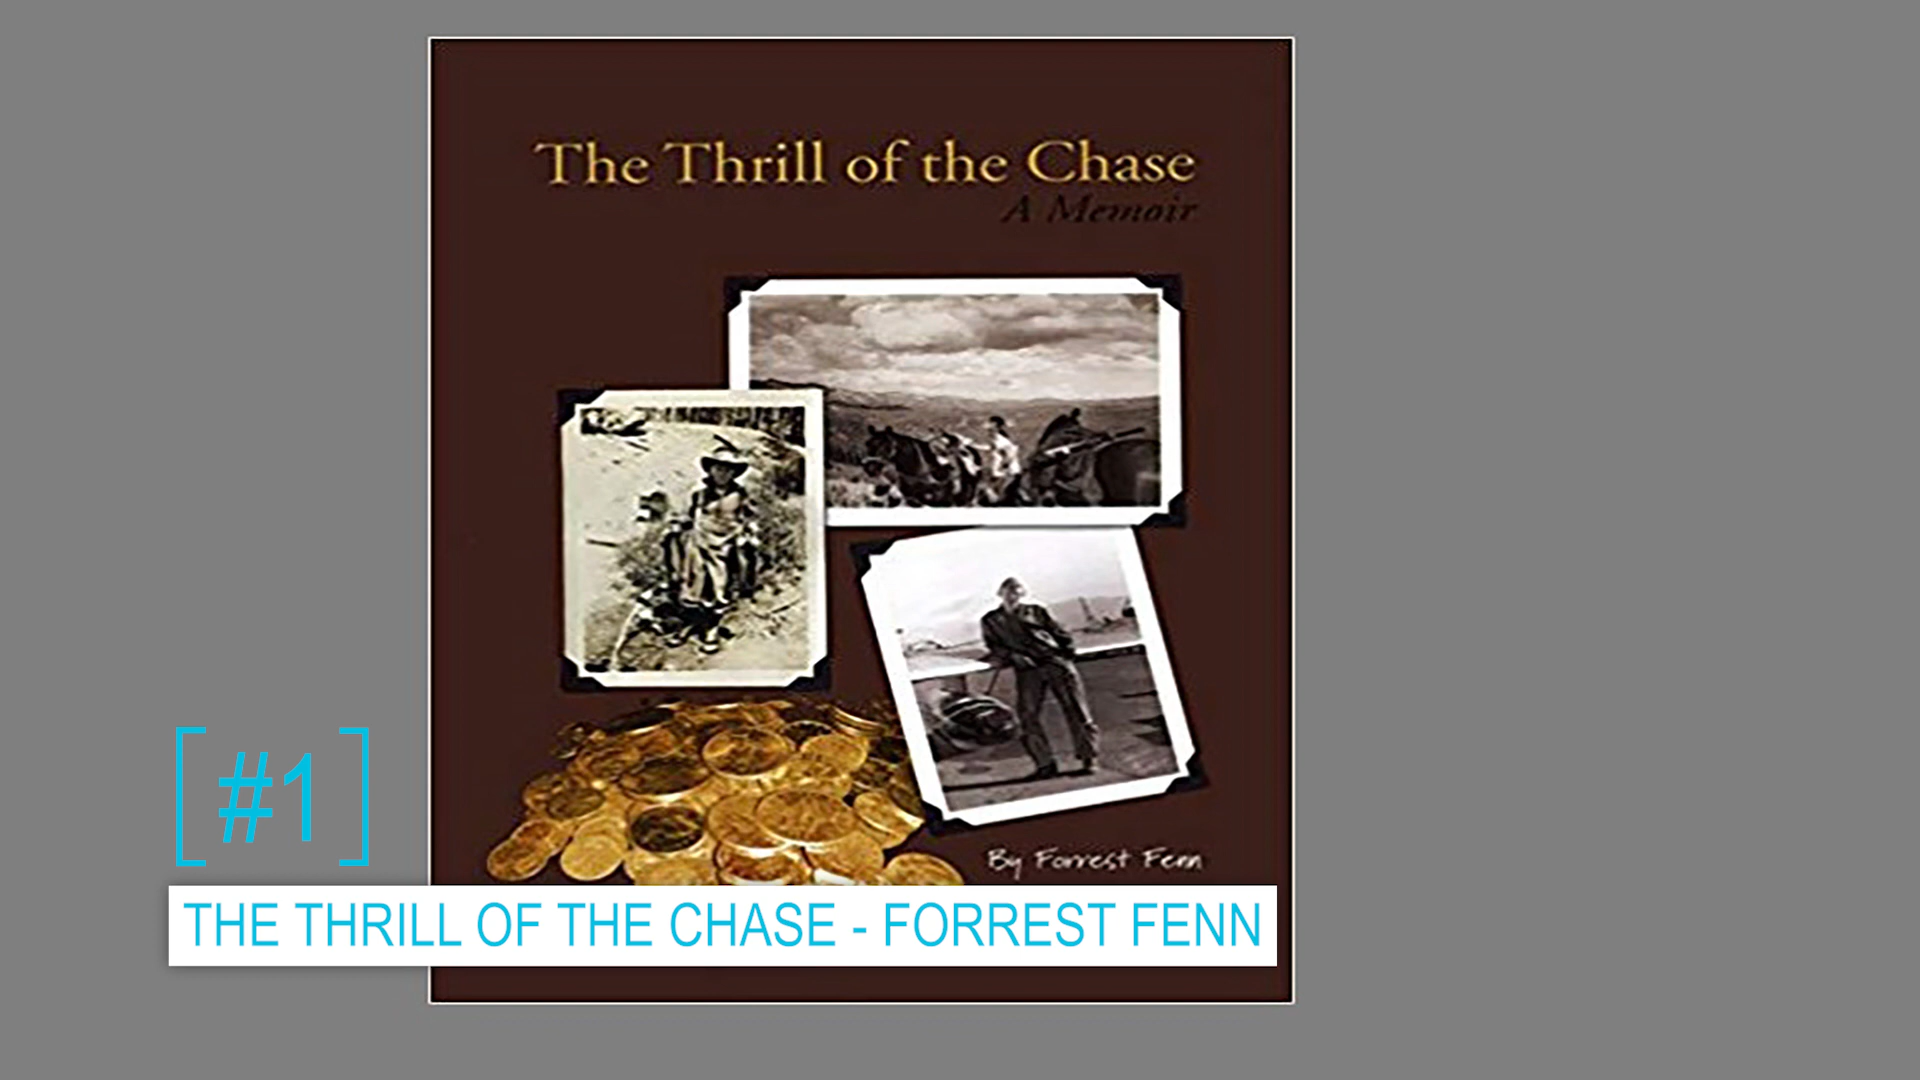 The Thrill of the Chase
A Memoir
By Forrest Fenn
[#1]
THE THRILL OF THE CHASE - FORREST FENN